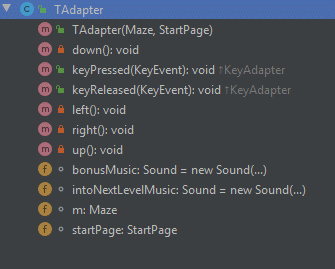 TAdapter
TAdapter(Maze, StartPage)
down(): void
keyPressed(KeyEvent): void ↑KeyAdapter
keyReleased(KeyEvent): void ↑KeyAdapter
left(): void
right(): void
up(): void
bonusMusic: Sound = new Sound(...)
intoNextLevelMusic: Sound = new Sound(...)
m: Maze
startPage: StartPage